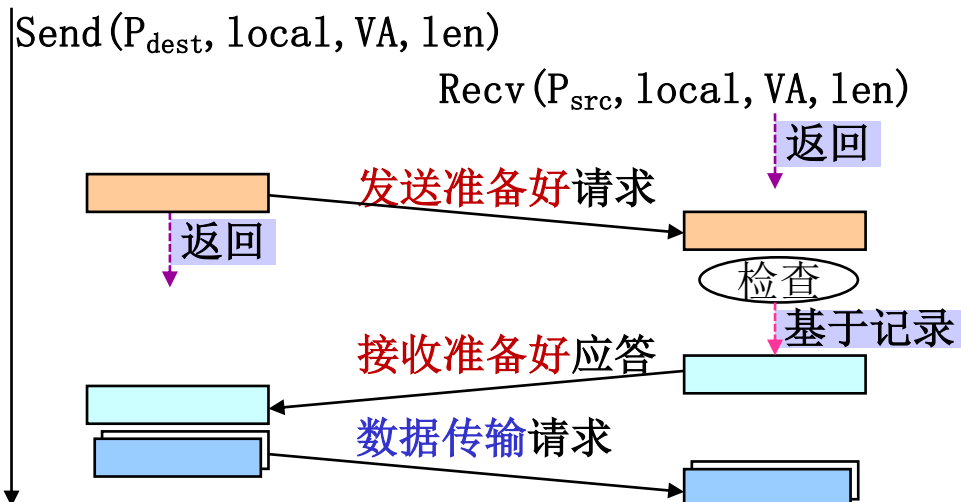 Send(Pdest,local,VA,len)
Recv(Psrc,local,VA,len)
返回
发送准备好请求
返回
检查
基于记录
接收准备好应答
数据传输请求